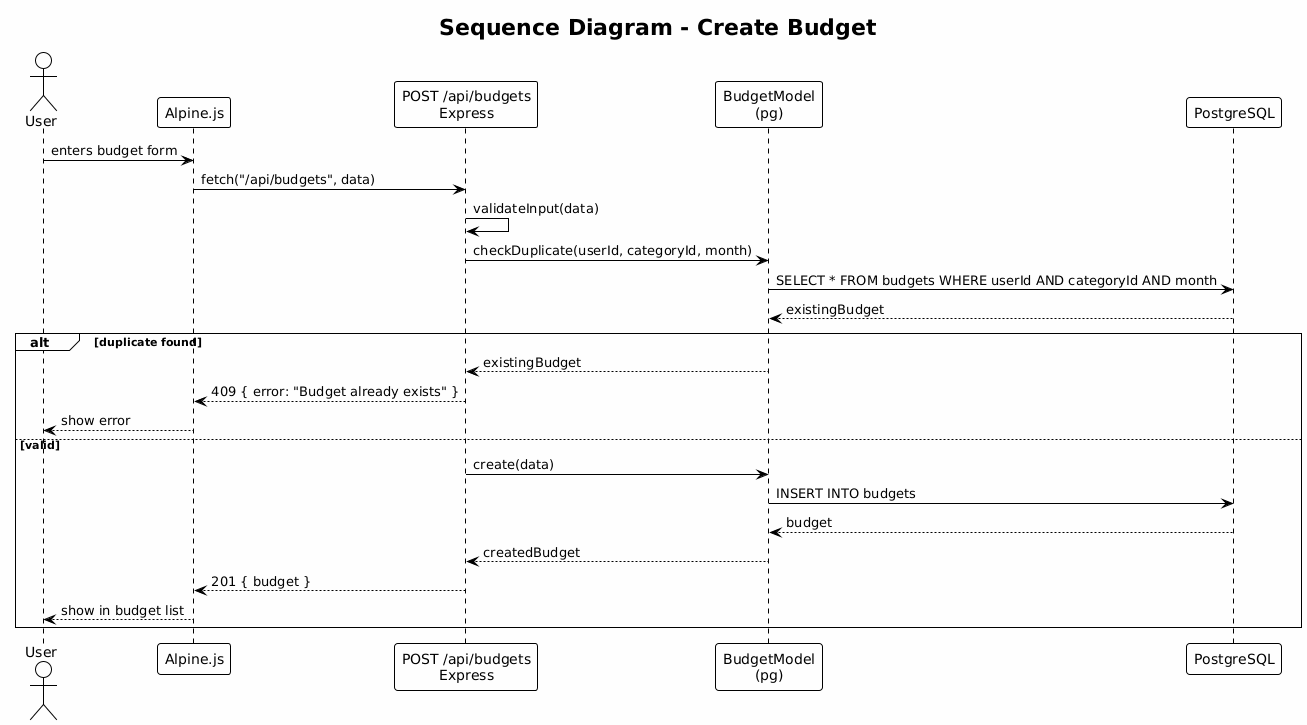 Sequence Diagram - Create Budget
User
Alpine.js
POST /api/budgets
Express
BudgetModel
(pg)
PostgreSQL
enters budget form
fetch("/api/budgets", data)
validateInput(data)
checkDuplicate(userId, categoryId, month)
SELECT * FROM budgets WHERE userId AND categoryId AND month
existingBudget
alt
[duplicate found]
existingBudget
409 { error: "Budget already exists" }
show error
[valid]
create(data)
INSERT INTO budgets
budget
createdBudget
201 { budget }
show in budget list
User
Alpine.js
POST /api/budgets
Express
BudgetModel
(pg)
PostgreSQL